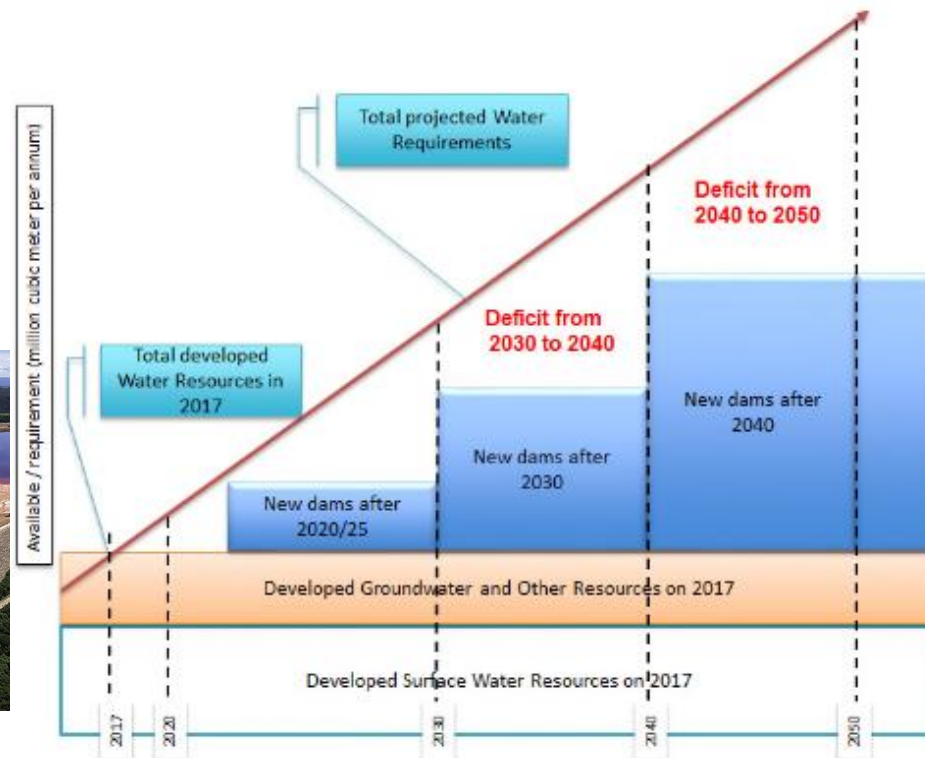 Available / requirement (million cubic meter per annum)
Total projected Water
Requirements
Deficit from
2040 to 2050
Deficit from
2030 to 2040
Total developed
Water Resources in
2017
New dams after
2040
New dams after
2030
New dams after
2020/25
Developed Groundwater and Other Resources on 2017
Developed Surface Water Resources on 2017
2017
2020
2030
2040
2050